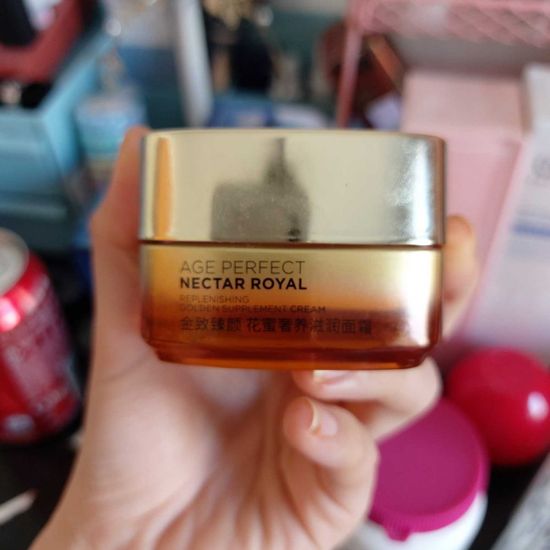 AGE PERFECT
NECTAR ROYAL
REPLENISHING
GOLDEN SUPPLEMENT CREAM
金致臻颜 花蜜奢养滋润面霜